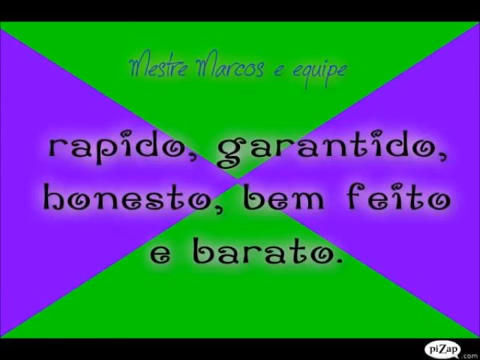 Mestre Marcos e equipe
rapido, garantido,
honesto, bem feito
e barato.
piZap.com